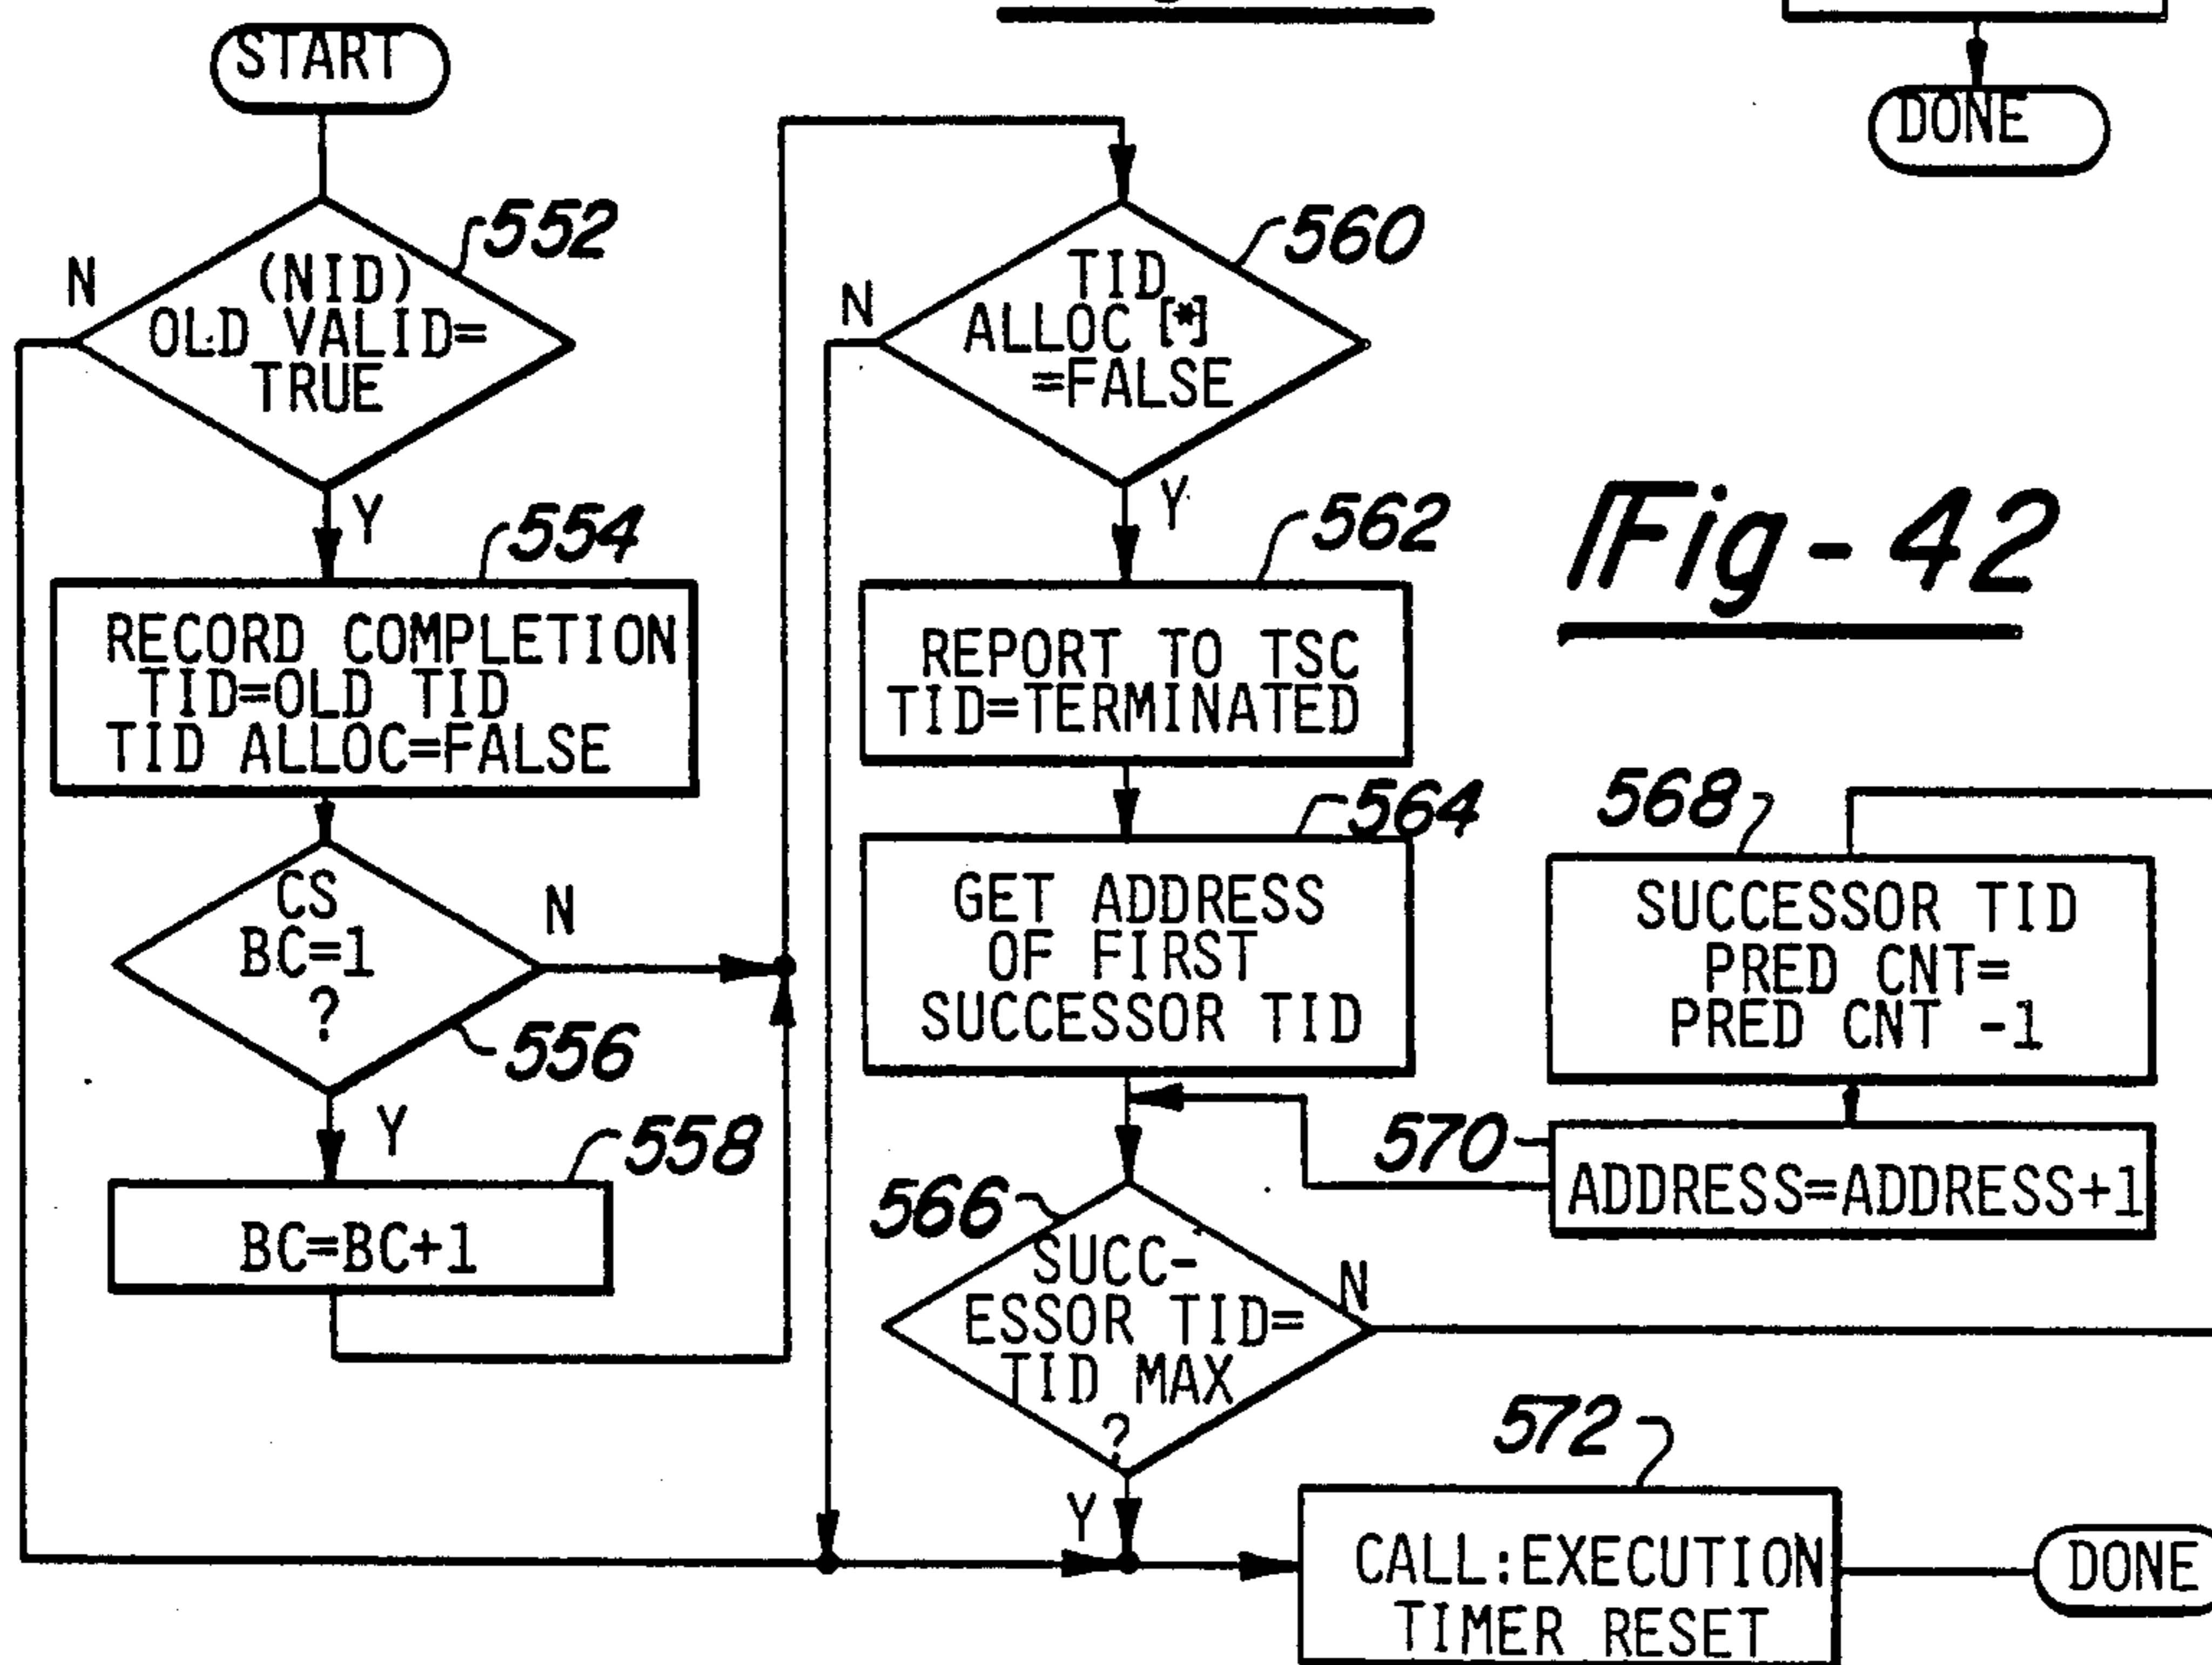 START
552
N
(NID)
OLD VALID=
TRUE
Y
554
RECORD COMPLETION
TID=OLD TID
TID ALLOC=FALSE
CS
BC=1
?
N
556
Y
558
BC=BC+1
560
N
TID
ALLOC [*]
=FALSE
Y
562
REPORT TO TSC
TID=TERMINATED
564
GET ADDRESS
OF FIRST
SUCCESSOR TID
566
SUCC-
ESSOR TID=
TID MAX
?
N
Y
DONE
Fig-42
568
SUCCESSOR TID
PRED CNT=
PRED CNT -1
570
ADDRESS=ADDRESS+1
572
CALL:EXECUTION
TIMER RESET
DONE